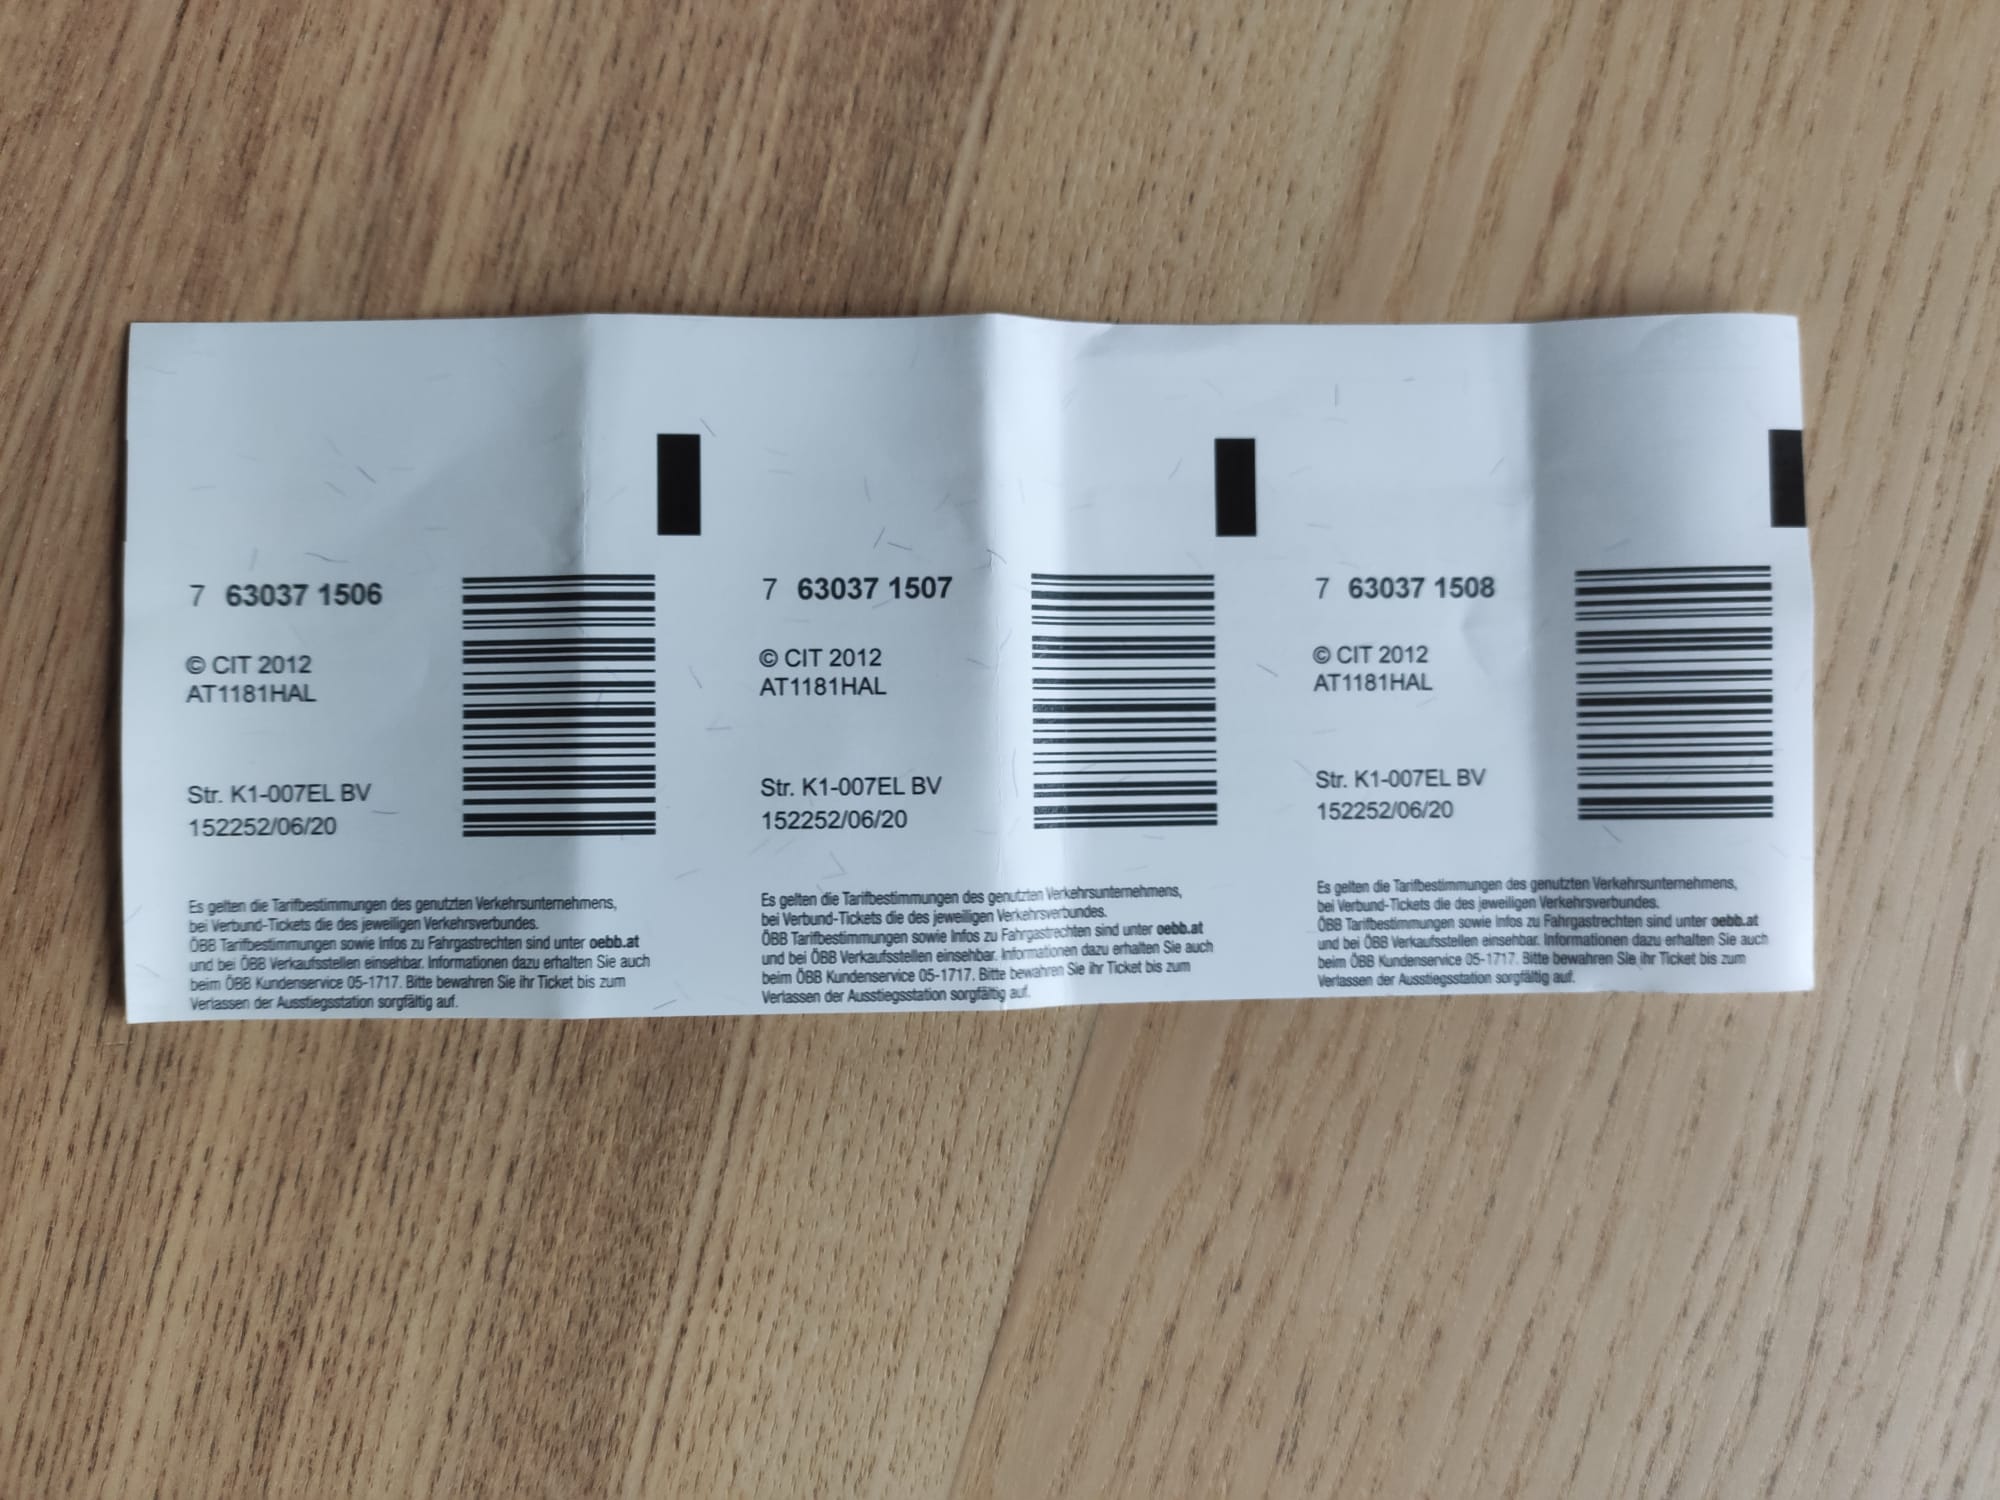 7 63037 1506
© CIT 2012
AT1181HAL
Str. K1-007EL BV
152252/06/20
Es gelten die Tarifbestimmungen des genutzten Verkehrsunternehmens,
bei Verbund-Tickets die des jeweiligen Verkehrsverbundes.
ÖBB Tarifbestimmungen sowie Infos zu Fahrgastrechten sind unter oebb.at
und bei ÖBB Verkaufsstellen einsehbar. Informationen dazu erhalten Sie auch
beim ÖBB Kundenservice 05-1717. Bitte bewahren Sie ihr Ticket bis zum
Verlassen der Ausstiegsstation sorgfältig auf.
7 63037 1507
© CIT 2012
AT1181HAL
Str. K1-007EL BV
152252/06/20
Es gelten die Tarifbestimmungen des genutzten Verkehrsunternehmens,
bei Verbund-Tickets die des jeweiligen Verkehrsverbundes.
ÖBB Tarifbestimmungen sowie Infos zu Fahrgastrechten sind unter oebb.at
und bei ÖBB Verkaufsstellen einsehbar. Informationen dazu erhalten Sie auch
beim ÖBB Kundenservice 05-1717. Bitte bewahren Sie ihr Ticket bis zum
Verlassen der Ausstiegsstation sorgfältig auf.
7 63037 1508
© CIT 2012
AT1181HAL
Str. K1-007EL BV
152252/06/20
Es gelten die Tarifbestimmungen des genutzten Verkehrsunternehmens,
bei Verbund-Tickets die des jeweiligen Verkehrsverbundes.
ÖBB Tarifbestimmungen sowie Infos zu Fahrgastrechten sind unter oebb.at
und bei ÖBB Verkaufsstellen einsehbar. Informationen dazu erhalten Sie auch
beim ÖBB Kundenservice 05-1717. Bitte bewahren Sie ihr Ticket bis zum
Verlassen der Ausstiegsstation sorgfältig auf.